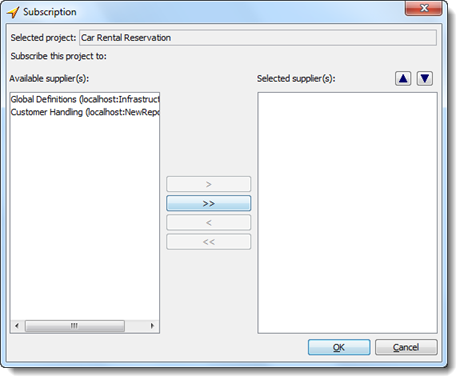 Subscription
Selected project: Car Rental Reservation
Subscribe this project to:
Available supplier(s): Selected supplier(s):
Global Definitions (localhost:Infrastruct
Customer Handling (localhost:NewRepo
>
>>
<
<<
OK Cancel